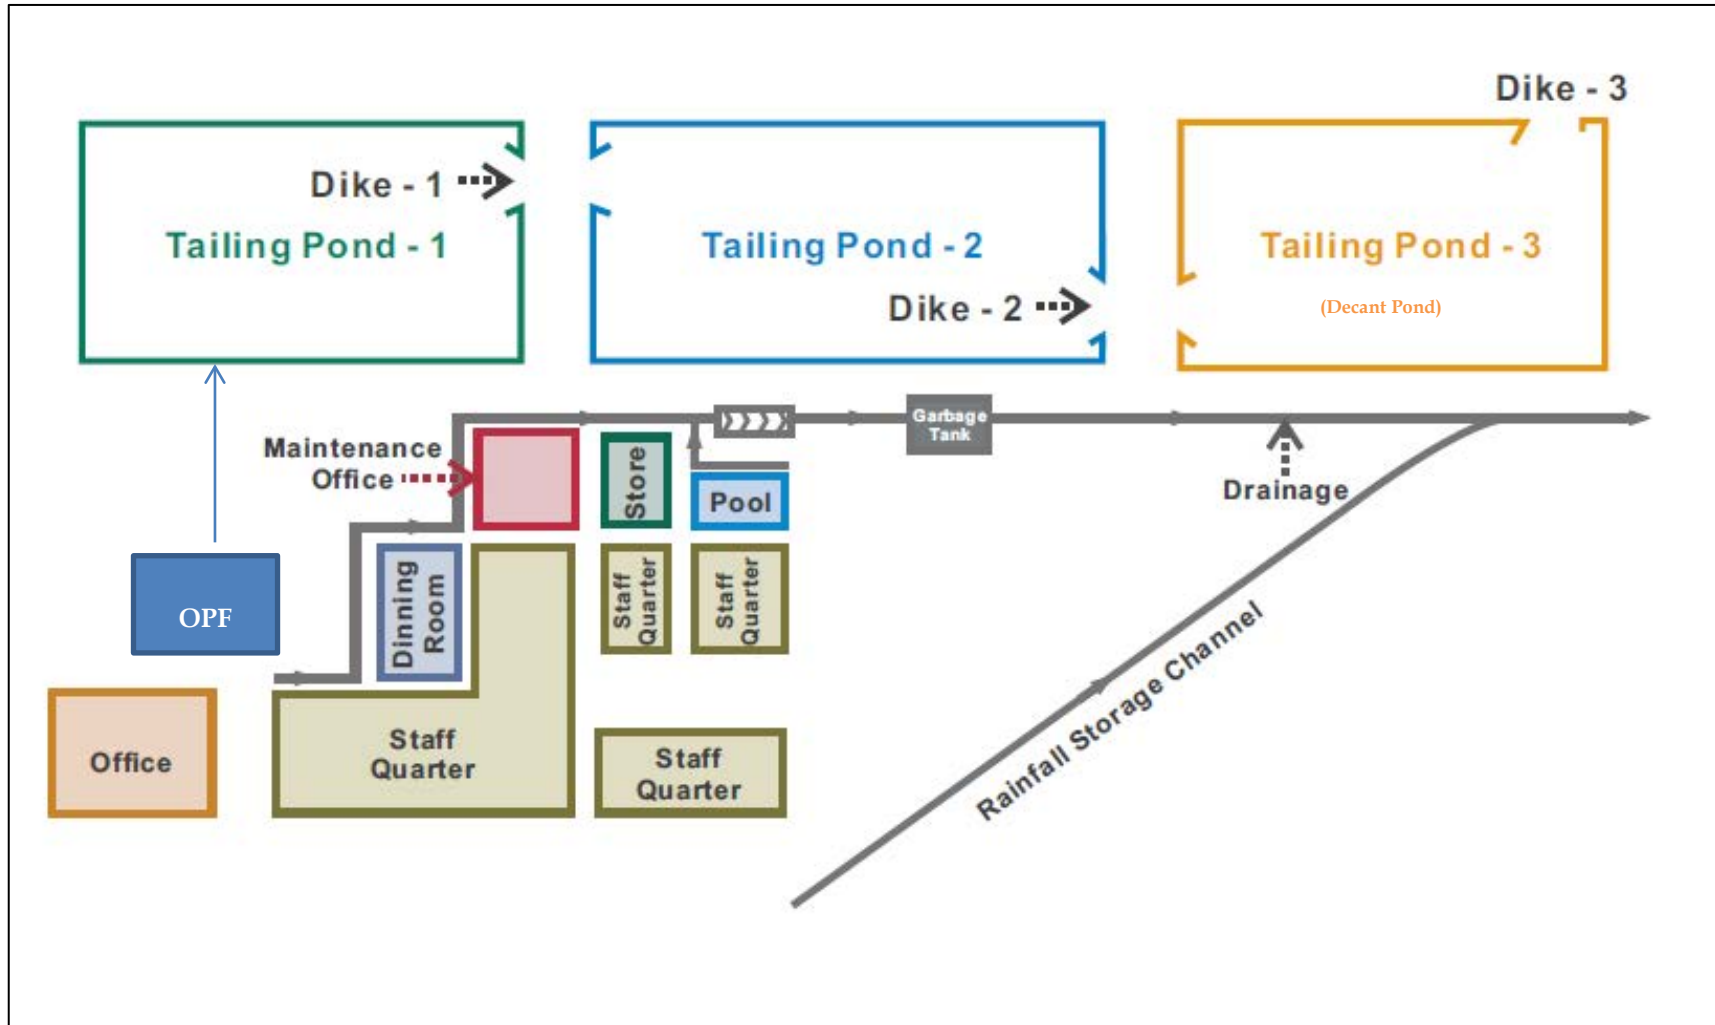 Dike - 3
Dike - 1
Tailing Pond - 1
Tailing Pond - 2
Dike - 2
Tailing Pond - 3
(Decant Pond)
Maintenance
Office
Store
Pool
Garbage
Tank
Drainage
OPF
Dinning
Room
Staff
Quarter
Staff
Quarter
Office
Staff
Quarter
Staff
Quarter
Rainfall Storage Channel